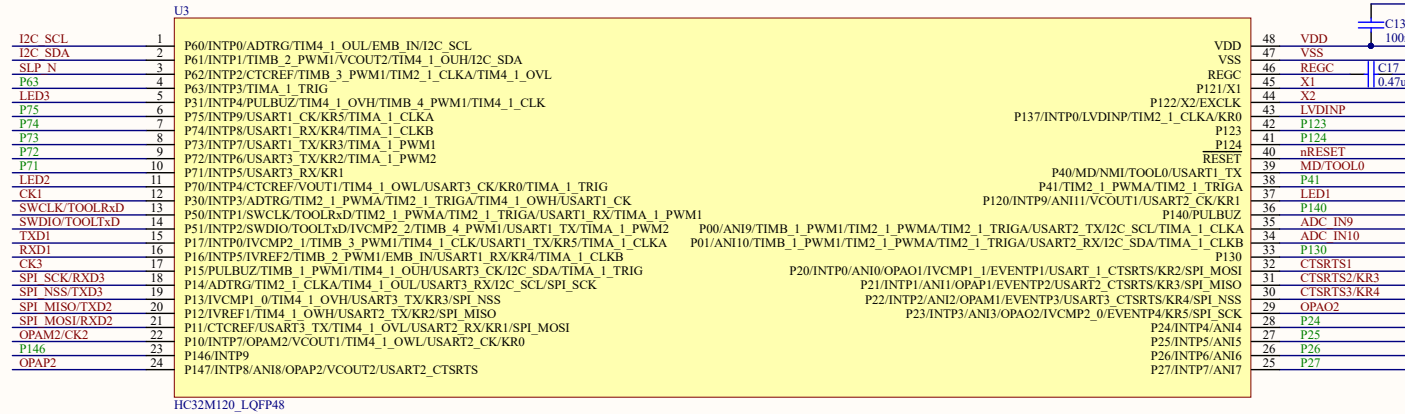 U3
I2C_SCL 1 P60/INTP0/ADTRG/TIM4_1_OUL/EMB_IN/I2C_SCL
I2C_SDA 2 P61/INTP1/TIMB_2_PWM1/VCOUT2/TIM4_1_OUH/I2C_SDA
SLP_N 3 P62/INTP2/CTCREF/TIMB_3_PWM1/TIM2_1_CLKA/TIM4_1_OVL
P63 4 P63/INTP3/TIMA_1_TRIG
LED3 5 P31/INTP4/PULBUZ/TIM4_1_OVH/TIMB_4_PWM1/TIM4_1_CLK
P75 6 P75/INTP9/USART1_CK/KR5/TIMA_1_CLKA
P74 7 P74/INTP8/USART1_RX/KR4/TIMA_1_CLKB
P73 8 P73/INTP7/USART1_TX/KR3/TIMA_1_PWM1
P72 9 P72/INTP6/USART3_TX/KR2/TIMA_1_PWM2
P71 10 P71/INTP5/USART3_RX/KR1
LED2 11 P70/INTP4/CTCREF/VOUT1/TIM4_1_OWL/USART3_CK/KR0/TIMA_1_TRIG
CK1 12 P30/INTP3/ADTRG/TIM2_1_PWMA/TIM2_1_TRIGA/TIM4_1_OWH/USART1_CK
SWCLK/TOOLRxD 13 P50/INTP1/SWCLK/TOOLRxD/TIM2_1_PWMA/TIM2_1_TRIGA/USART1_RX/TIMA_1_PWM1
SWDIO/TOOLTxD 14 P51/INTP2/SWDIO/TOOLTxD/IVCMP2_2/TIMB_4_PWM1/USART1_TX/TIMA_1_PWM2
TXD1 15 P17/INTP0/IVCMP2_1/TIMB_3_PWM1/TIM4_1_CLK/USART1_TX/KR5/TIMA_1_CLKA
RXD1 16 P16/INTP5/IVREF2/TIMB_2_PWM1/EMB_IN/USART1_RX/KR4/TIMA_1_CLKB
CK3 17 P15/PULBUZ/TIMB_1_PWM1/TIM4_1_OUH/USART3_CK/I2C_SDA/TIMA_1_TRIG
SPI_SCK/RXD3 18 P14/ADTRG/TIM2_1_CLKA/TIM4_1_OUL/USART3_RX/I2C_SCL/SPI_SCK
SPI_NSS/TXD3 19 P13/IVCMP1_0/TIM4_1_OVH/USART3_TX/KR3/SPI_NSS
SPI_MISO/TXD2 20 P12/IVREF1/TIM4_1_OWH/USART2_TX/KR2/SPI_MISO
SPI_MOSI/RXD2 21 P11/CTCREF/USART3_TX/TIM4_1_OVL/USART2_RX/KR1/SPI_MOSI
OPAM2/CK2 22 P10/INTP7/OPAM2/VCOUT1/TIM4_1_OWL/USART2_CK/KR0
P146 23 P146/INTP9
OPAP2 24 P147/INTP8/ANI8/OPAP2/VCOUT2/USART2_CTSRTS
VDD 48 VDD
VSS 47 VSS
REGC 46 REGC
P121/X1 45 X1
P122/X2/EXCLK 44 X2
P137/INTP0/LVDINP/TIM2_1_CLKA/KR0 43 LVDINP
P123 42 P123
P124 41 P124
RESET 40 nRESET
P40/MD/NMI/TOOL0/USART1_TX 39 MD/TOOL0
P41/TIM2_1_PWMA/TIM2_1_TRIGA 38 P41
P120/INTP9/ANI11/VCOUT1/USART2_CK/KR1 37 LED1
P140/PULBUZ 36 P140
P00/ANI9/TIMB_1_PWM1/TIM2_1_PWMA/TIM2_1_TRIGA/USART2_TX/I2C_SCL/TIMA_1_CLKA 35 ADC_IN9
P01/ANI10/TIMB_1_PWM1/TIM2_1_PWMA/TIM2_1_TRIGA/USART2_RX/I2C_SDA/TIMA_1_CLKB 34 ADC_IN10
P130 33 P130
P20/INTP0/ANI0/OPAO1/IVCMP1_1/EVENTP1/USART_1_CTSRTS/KR2/SPI_MOSI 32 CTSRTS1
P21/INTP1/ANI1/OPAP1/EVENTP2/USART2_CTSRTS/KR3/SPI_MISO 31 CTSRTS2/KR3
P22/INTP2/ANI2/OPAM1/EVENTP3/USART3_CTSRTS/KR4/SPI_NSS 30 CTSRTS3/KR4
P23/INTP3/ANI3/OPAO2/IVCMP2_0/EVENTP4/KR5/SPI_SCK 29 OPAO2
P24/INTP4/ANI4 28 P24
P25/INTP5/ANI5 27 P25
P26/INTP6/ANI6 26 P26
P27/INTP7/ANI7 25 P27
C13
C17
HC32M120_LQFP48